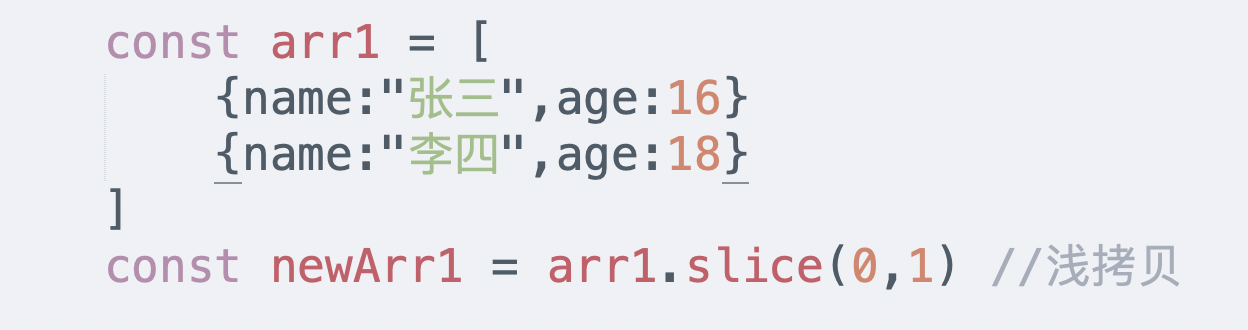 const arr1 = [
{name:"张三",age:16}
{name:"李四",age:18}
]
const newArr1 = arr1.slice(0,1) //浅拷贝